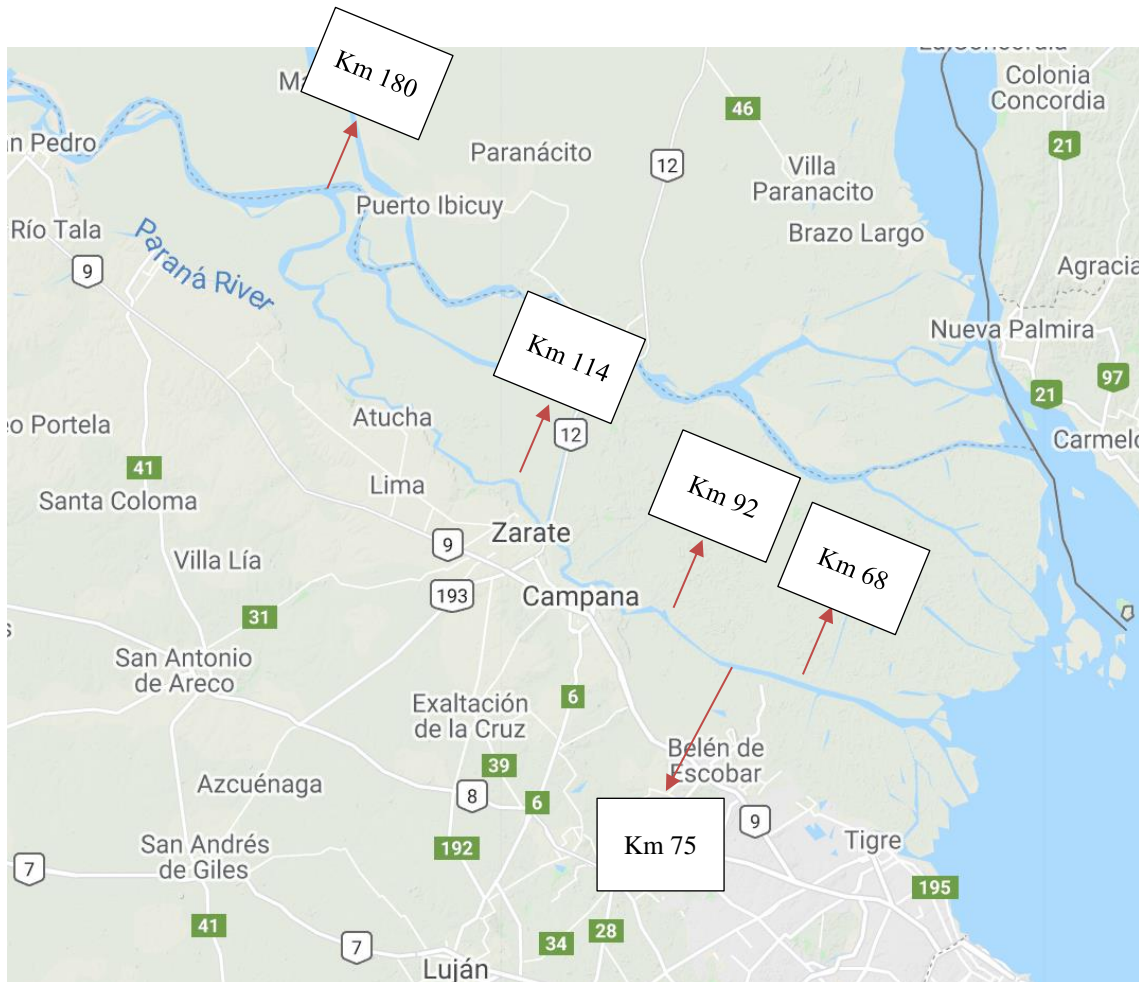 La Concordia
Km 180
Ma
Colonia
Concordia
46
an Pedro
Paranácito
12
21
Villa
Paranacito
Puerto Ibicuy
Río Tala
Brazo Largo
Paraná River
9
Agracia
Nueva Palmira
Km 114
97
21
Atucha
12
eo Portela
Carmelo
41
Lima
Santa Coloma
Km 92
Zarate
9
Villa Lía
Km 68
193
Campana
31
s
San Antonio
de Areco
6
Exaltación
de la Cruz
Belén de
Escobar
39
Azcuénaga
8
6
9
Km 75
Tigre
San Andrés
de Giles
192
7
195
41
28
34
7
Luján